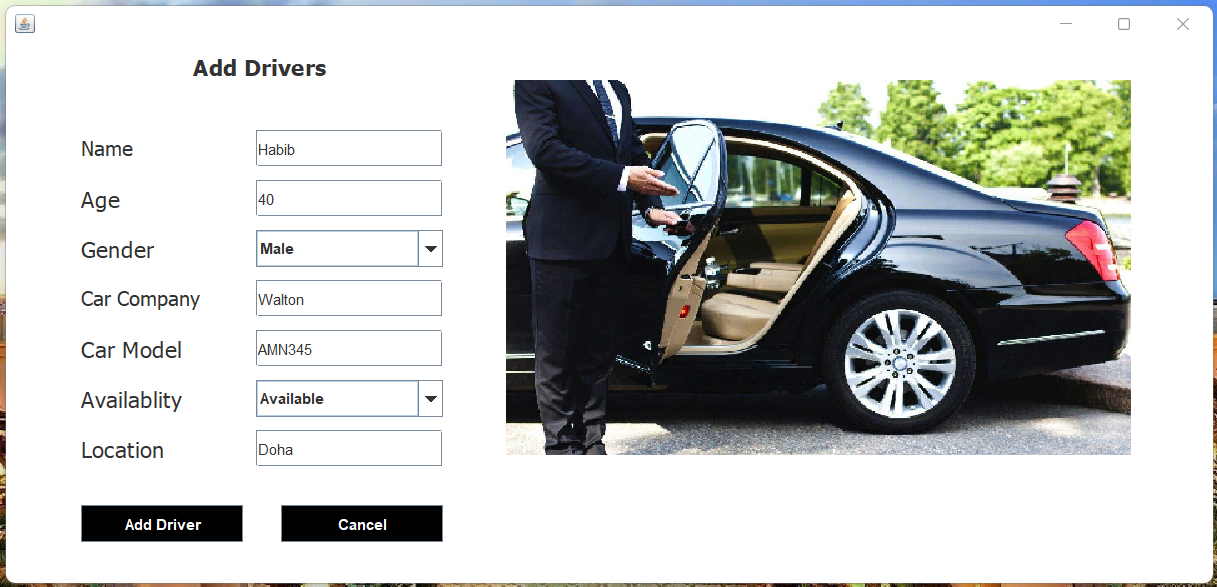 Add Drivers
Name Habib
Age 40
Gender Male
Car Company Walton
Car Model AMN345
Availablity Available
Location Doha
Add Driver Cancel